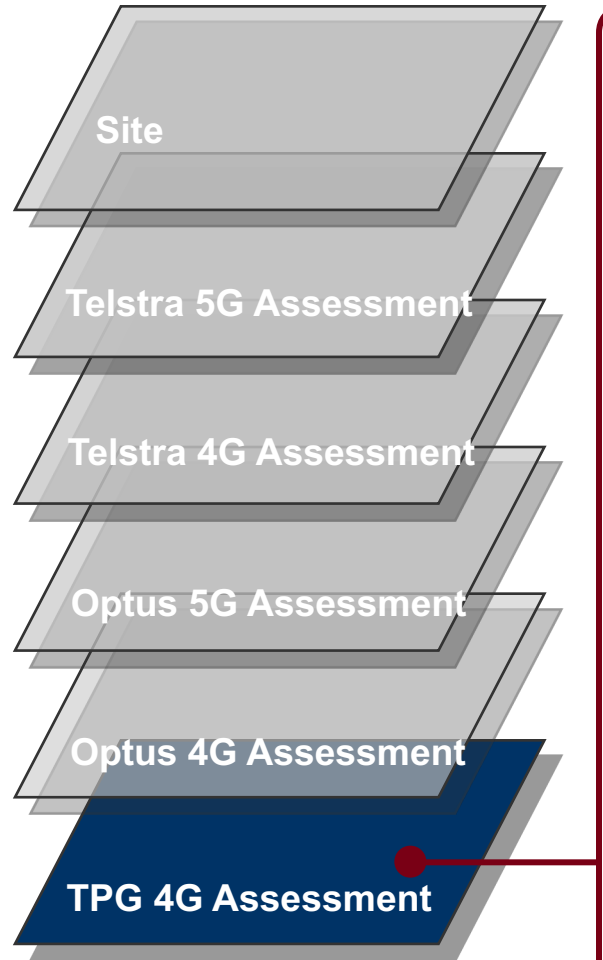 Site
Telstra 5G Assessment
Telstra 4G Assessment
Optus 5G Assessment
Optus 4G Assessment
TPG 4G Assessment